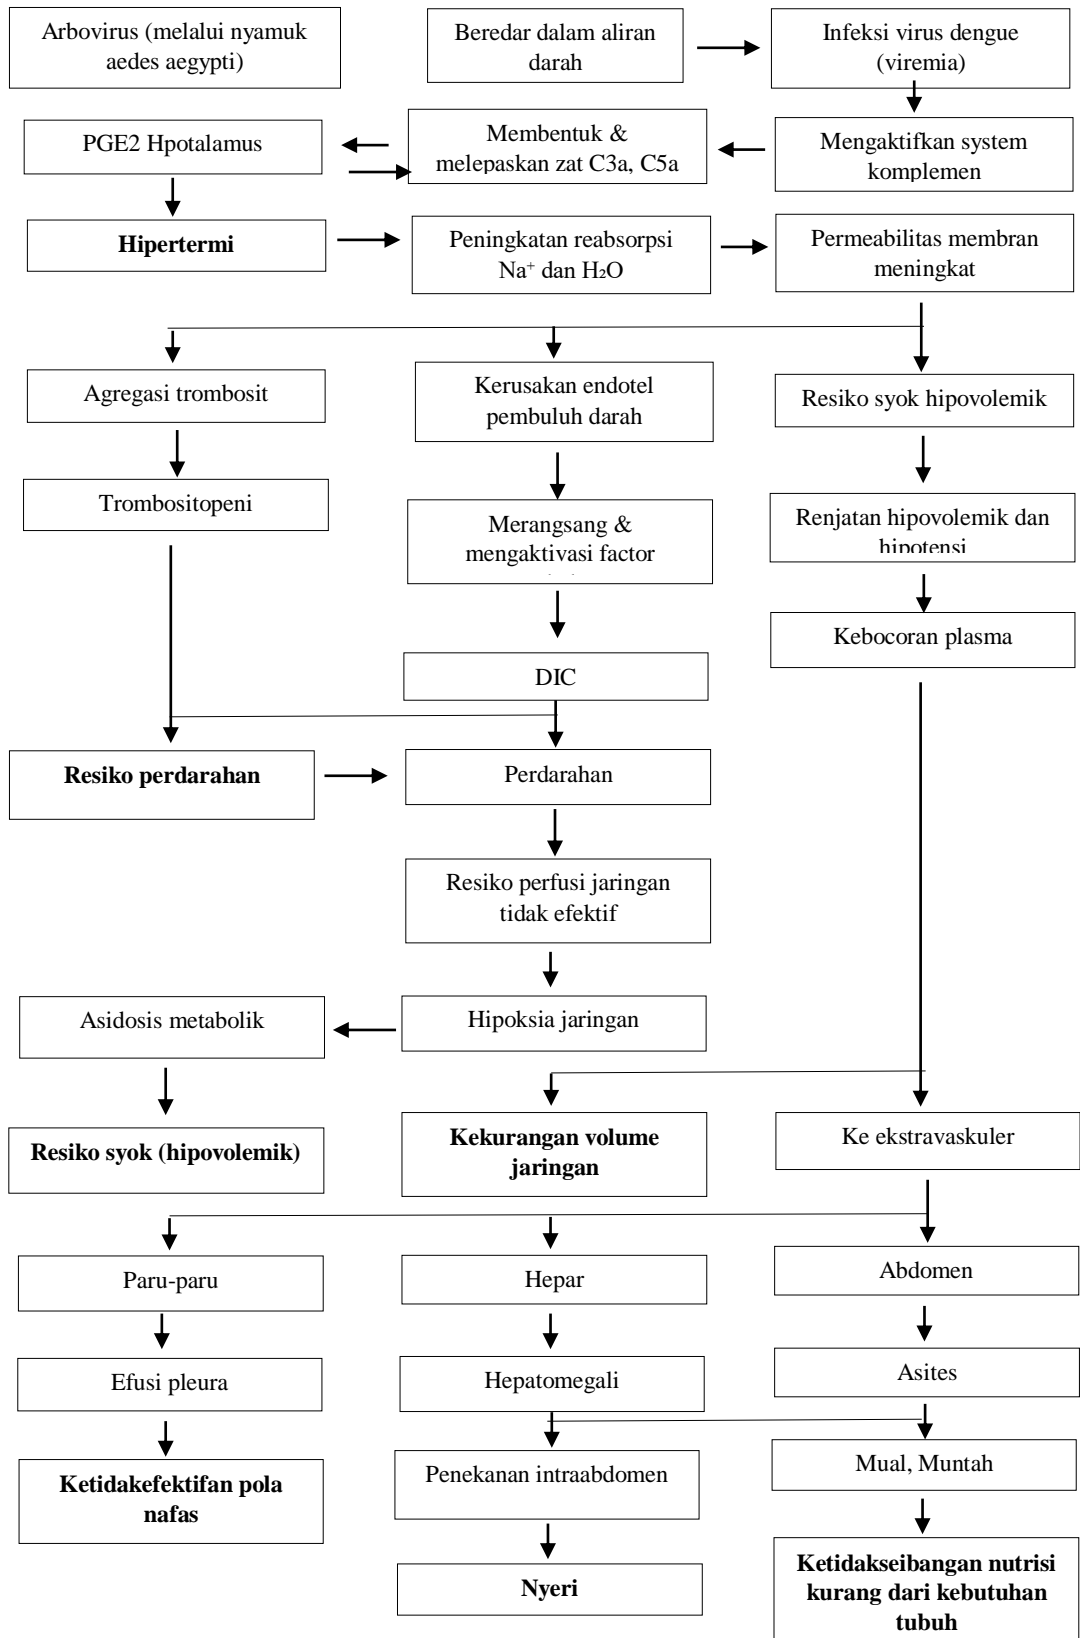 Arbovirus (melalui nyamuk
aedes aegypti)
Beredar dalam aliran
darah
Infeksi virus dengue
(viremia)
PGE2 Hpotalamus
Membentuk &
melepaskan zat C3a, C5a
Mengaktifkan system
komplemen
Hipertermi
Peningkatan reabsorpsi
Na⁺ dan H₂O
Permeabilitas membran
meningkat
Agregasi trombosit
Kerusakan endotel
pembuluh darah
Resiko syok hipovolemik
Trombositopeni
Merangsang &
mengaktivasi factor
Renjatan hipovolemik dan
hipotensi
Kebocoran plasma
DIC
Resiko perdarahan
Perdarahan
Resiko perfusi jaringan
tidak efektif
Asidosis metabolik
Hipoksia jaringan
Resiko syok (hipovolemik)
Kekurangan volume
jaringan
Ke ekstravaskuler
Paru-paru
Hepar
Abdomen
Efusi pleura
Hepatomegali
Asites
Ketidakefektifan pola
nafas
Penekanan intraabdomen
Mual, Muntah
Nyeri
Ketidakseibangan nutrisi
kurang dari kebutuhan
tubuh